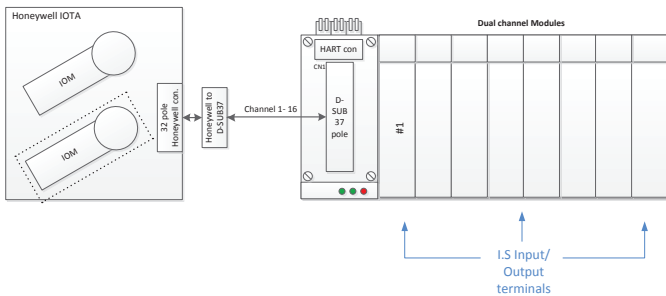 Honeywell IOTA
IOM
IOM
32 pole
Honeywell con.
Honeywell to
D-SUB37
Channel 1- 16
HART con
CN1
D-
SUB
37
pole
Dual channel Modules
#1
I.S Input/
Output
terminals